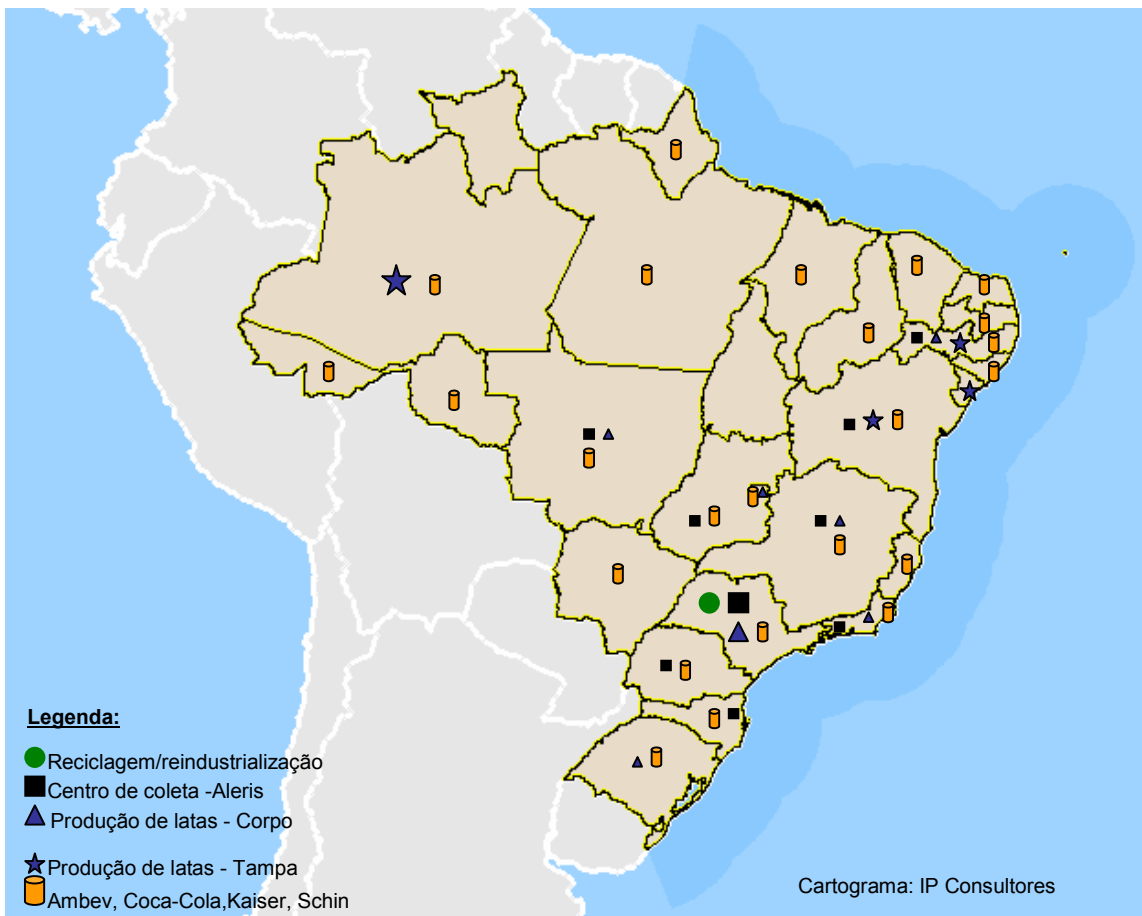 Legenda:
Reciclagem/reindustrialização
Centro de coleta -Aleris
Produção de latas - Corpo
Produção de latas - Tampa
Ambev, Coca-Cola,Kaiser, Schin
Cartograma: IP Consultores